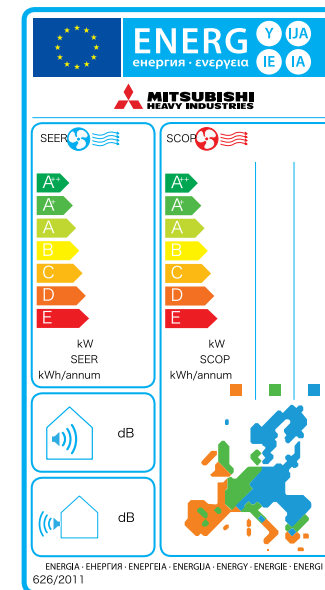 ENERG Y IJA
енергия · ενεργεια IE IA
MITSUBISHI
HEAVY INDUSTRIES
SEER
SCOP
A++
A+
A
B
C
D
E
A++
A+
A
B
C
D
E
kW
SEER
kWh/annum
kW
SCOP
kWh/annum
dB
dB
ENERGIA · ЕНЕРГИЯ · ΕΝΕΡΓΕΙΑ · ENERGIJA · ENERGY · ENERGIE · ENERGI
626/2011